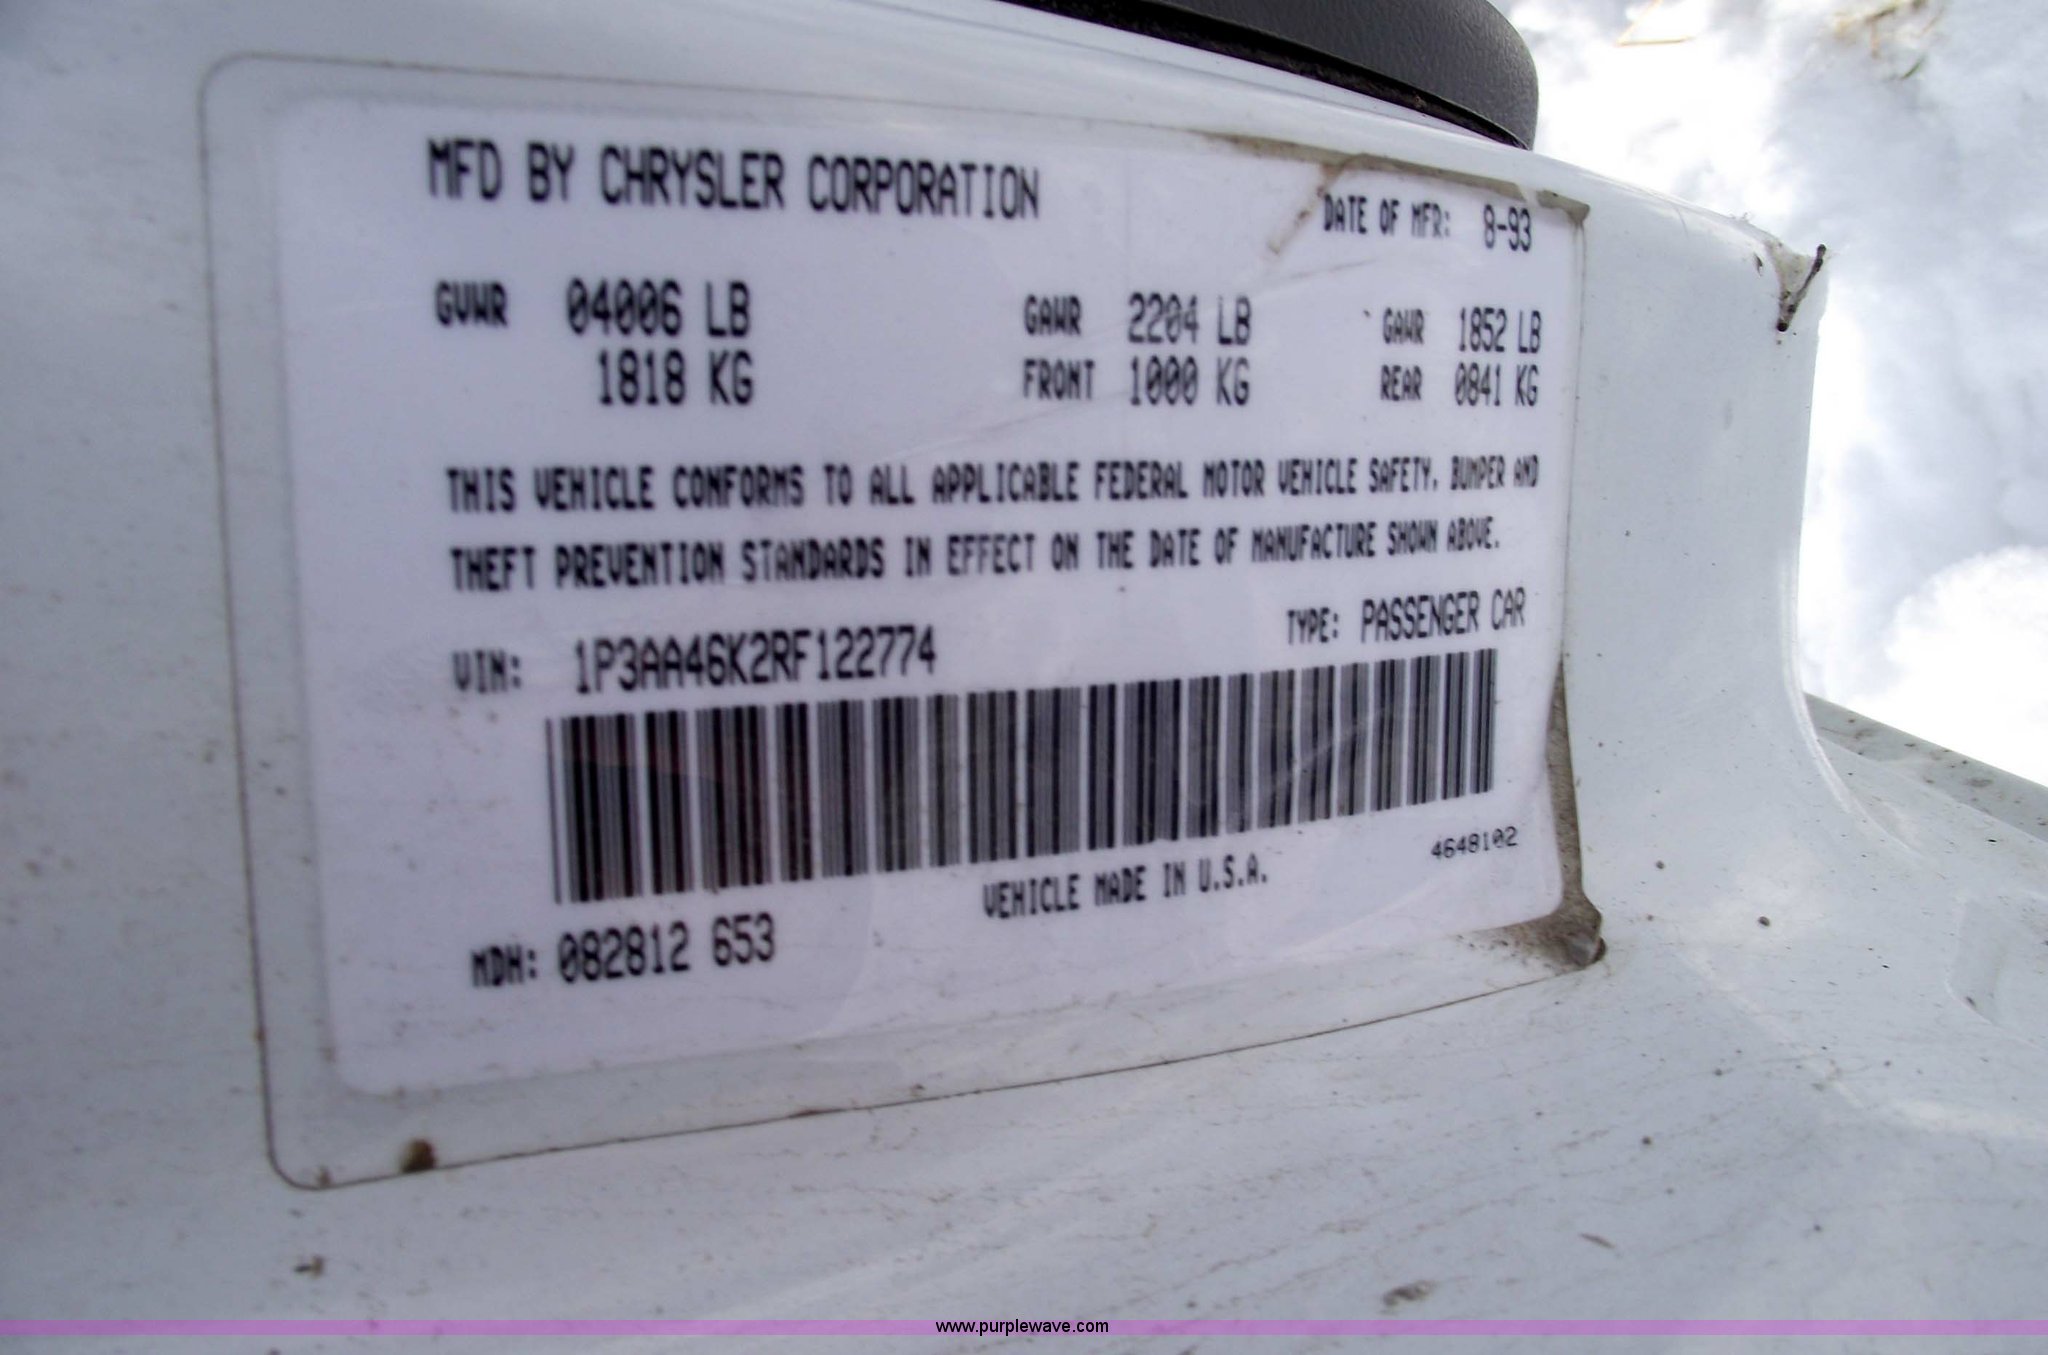 MFD BY CHRYSLER CORPORATION
DATE OF MFR: 8-93
GVWR 04006 LB GAWR 2204 LB GAWR 1852 LB
1818 KG FRONT 1000 KG REAR 0841 KG
THIS VEHICLE CONFORMS TO ALL APPLICABLE FEDERAL MOTOR VEHICLE SAFETY, BUMPER AND
THEFT PREVENTION STANDARDS IN EFFECT ON THE DATE OF MANUFACTURE SHOWN ABOVE.
VIN: 1P3AA46K2RF122774 TYPE: PASSENGER CAR
4648102
VEHICLE MADE IN U.S.A.
MDH: 082812 653
www.purplewave.com